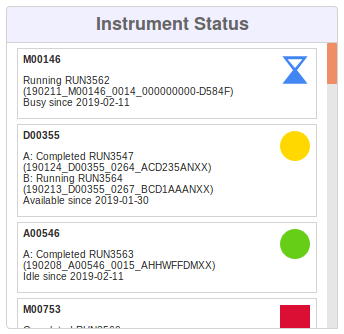 Instrument Status
M00146
Running RUN3562
(190211_M00146_0014_000000000-D584F)
Busy since 2019-02-11
D00355
A: Completed RUN3547
(190124_D00355_0264_ACD235ANXX)
B: Running RUN3564
(190213_D00355_0267_BCD1AAANXX)
Available since 2019-01-30
A00546
A: Completed RUN3563
(190208_A00546_0015_AHHWFFDMXX)
Idle since 2019-02-11
M00753